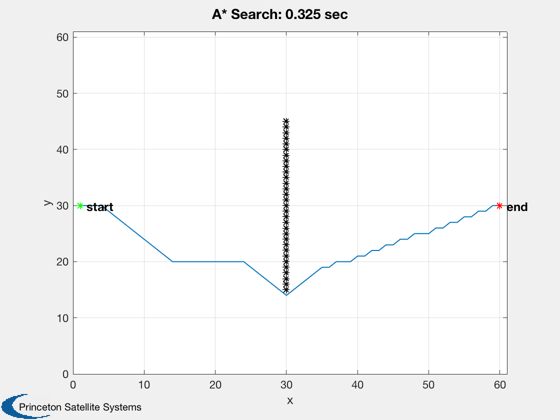 A* Search: 0.325 sec
60
50
40
30
20
10
0
y
start
end
0 10 20 30 40 50 60
x
Princeton Satellite Systems